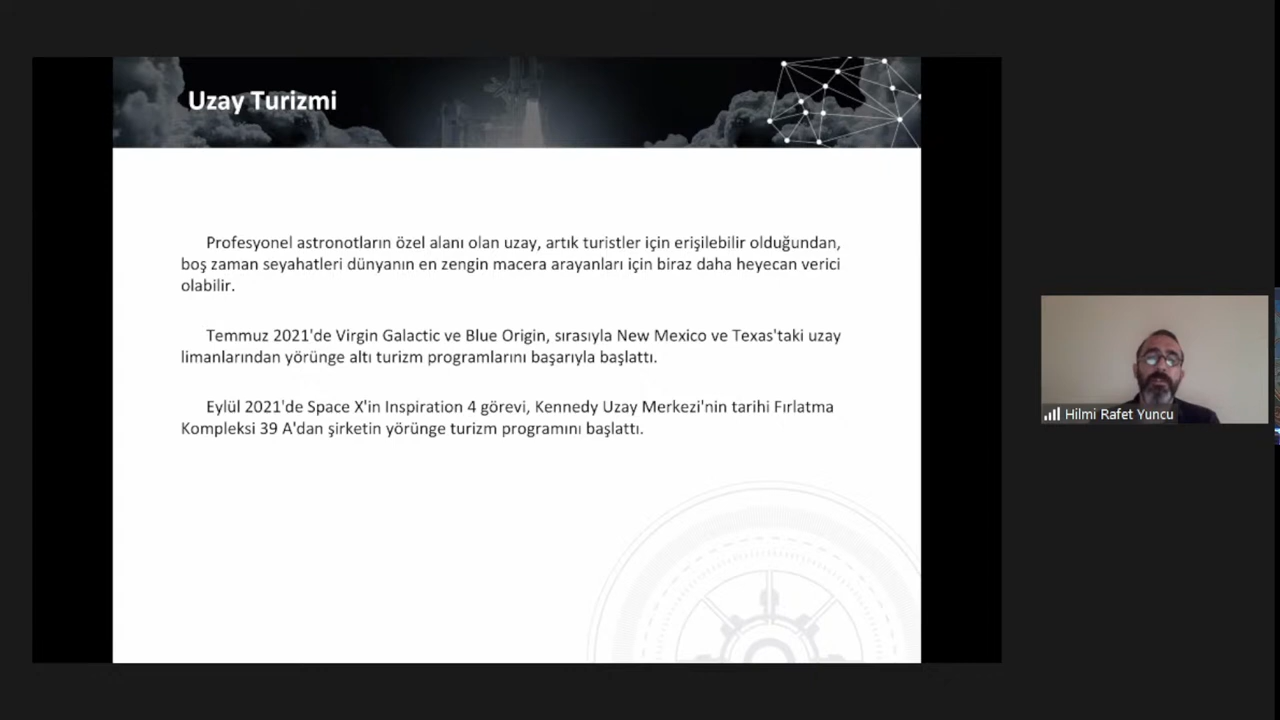 Uzay Turizmi
Profesyonel astronotların özel alanı olan uzay, artık turistler için erişilebilir olduğundan,
boş zaman seyahatleri dünyanın en zengin macera arayanları için biraz daha heyecan verici
olabilir.
Temmuz 2021'de Virgin Galactic ve Blue Origin, sırasıyla New Mexico ve Texas'taki uzay
limanlarından yörünge altı turizm programlarını başarıyla başlattı.
Eylül 2021'de Space X'in Inspiration 4 görevi, Kennedy Uzay Merkezi'nin tarihi Fırlatma
Kompleksi 39 A'dan şirketin yörünge turizm programını başlattı.
Hilmi Rafet Yuncu